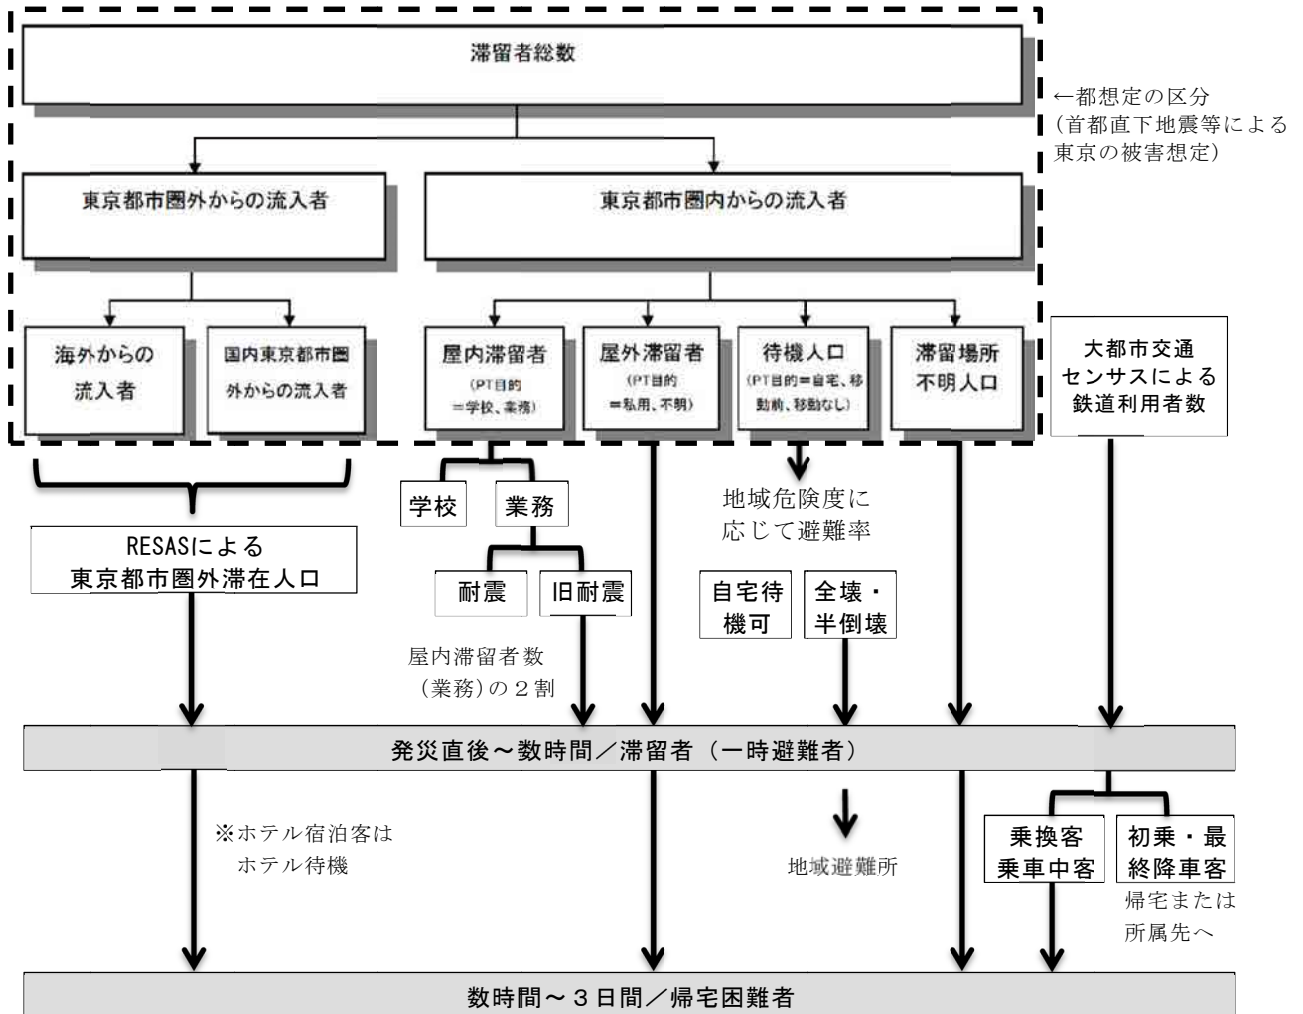 滞留者総数
←都想定の区分
(首都直下地震等による
東京の被害想定)
東京都市圏外からの流入者
東京都市圏内からの流入者
海外からの
流入者
国内東京都市圏
外からの流入者
屋内滞留者
(PT目的
=学校、業務)
屋外滞留者
(PT目的
=私用、不明)
待機人口
(PT目的=自宅、移
動前、移動なし)
滞留場所
不明人口
大都市交通
センサスによる
鉄道利用者数
学校
業務
地域危険度に
応じて避難率
RESASによる
東京都市圏外滞在人口
耐震
旧耐震
自宅待
機可
全壊・
半倒壊
屋内滞留者数
(業務)の2割
発災直後～数時間／滞留者（一時避難者）
※ホテル宿泊客は
ホテル待機
地域避難所
乗換客
乗車中客
初乗・最
終降車客
帰宅または
所属先へ
数時間～3日間／帰宅困難者